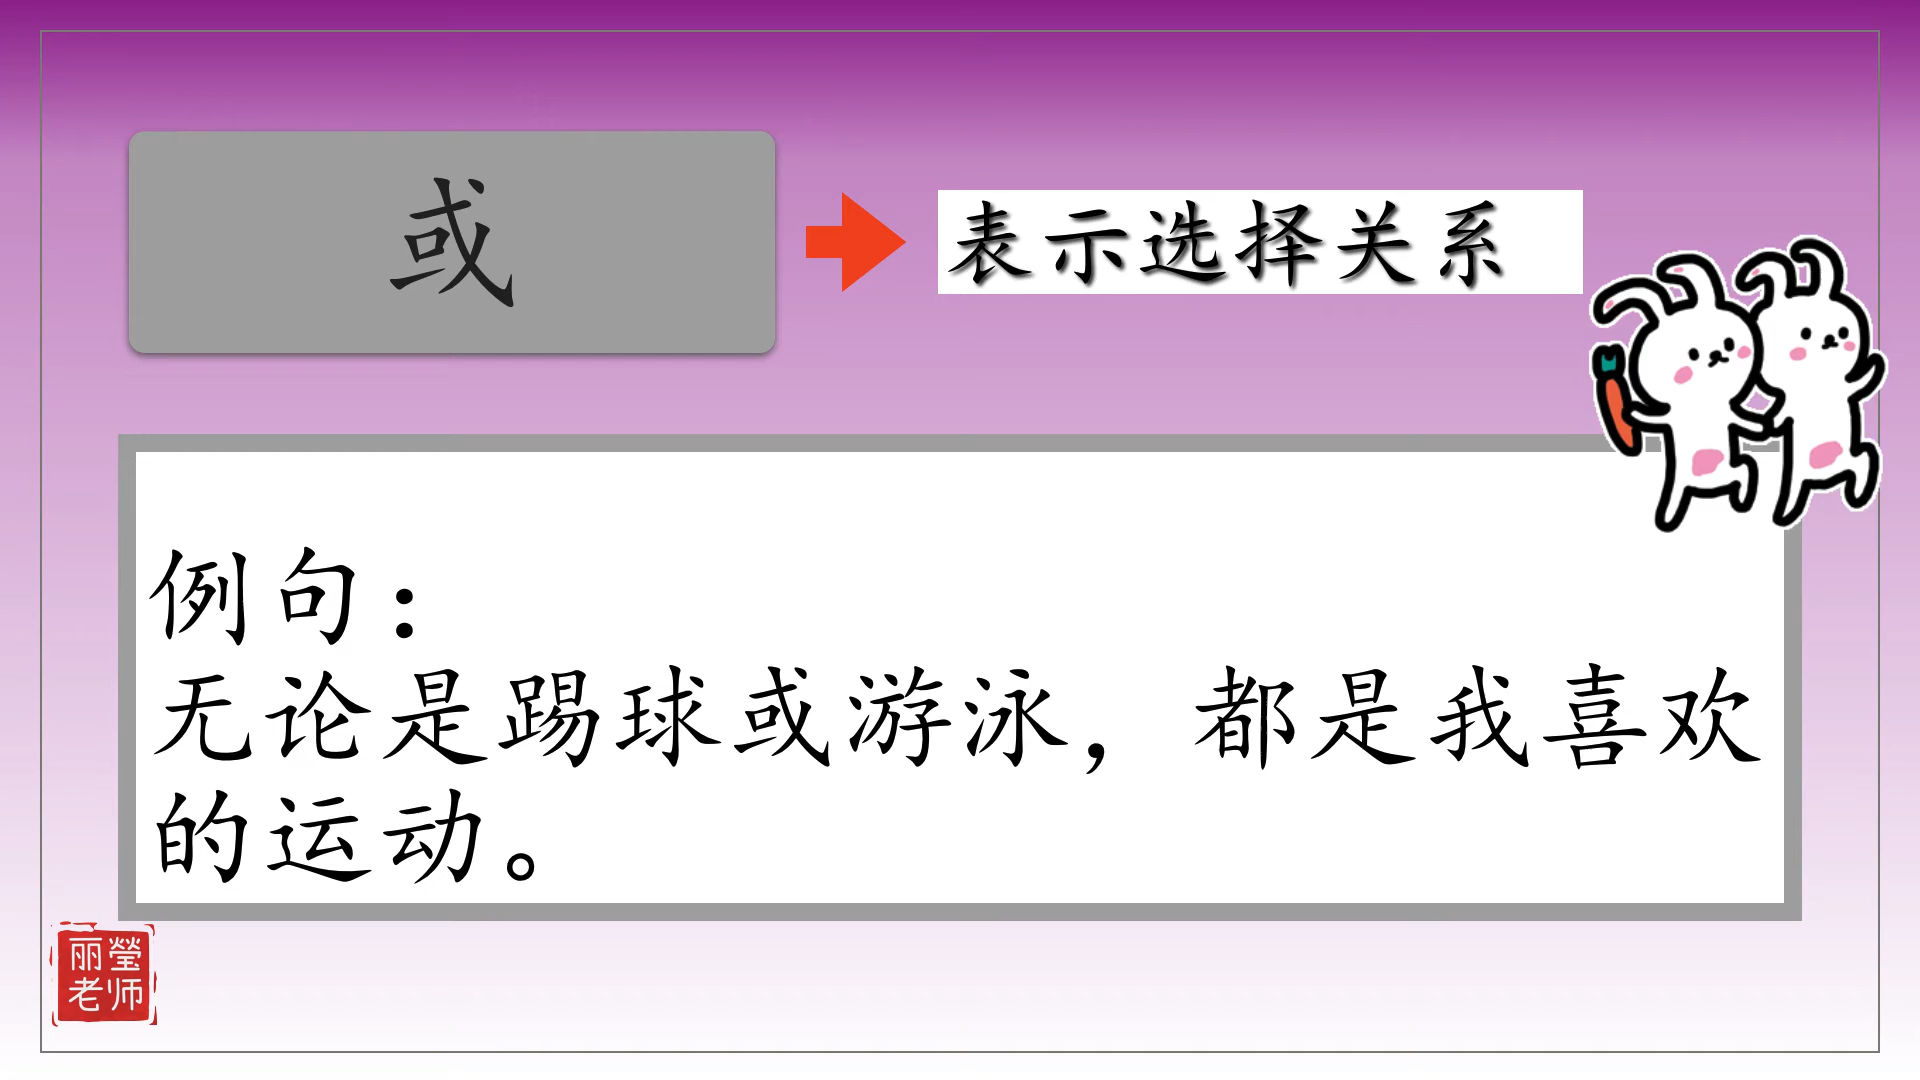 或
表示选择关系
例句：
无论是踢球或游泳，都是我喜欢
的运动。
丽瑩
老师